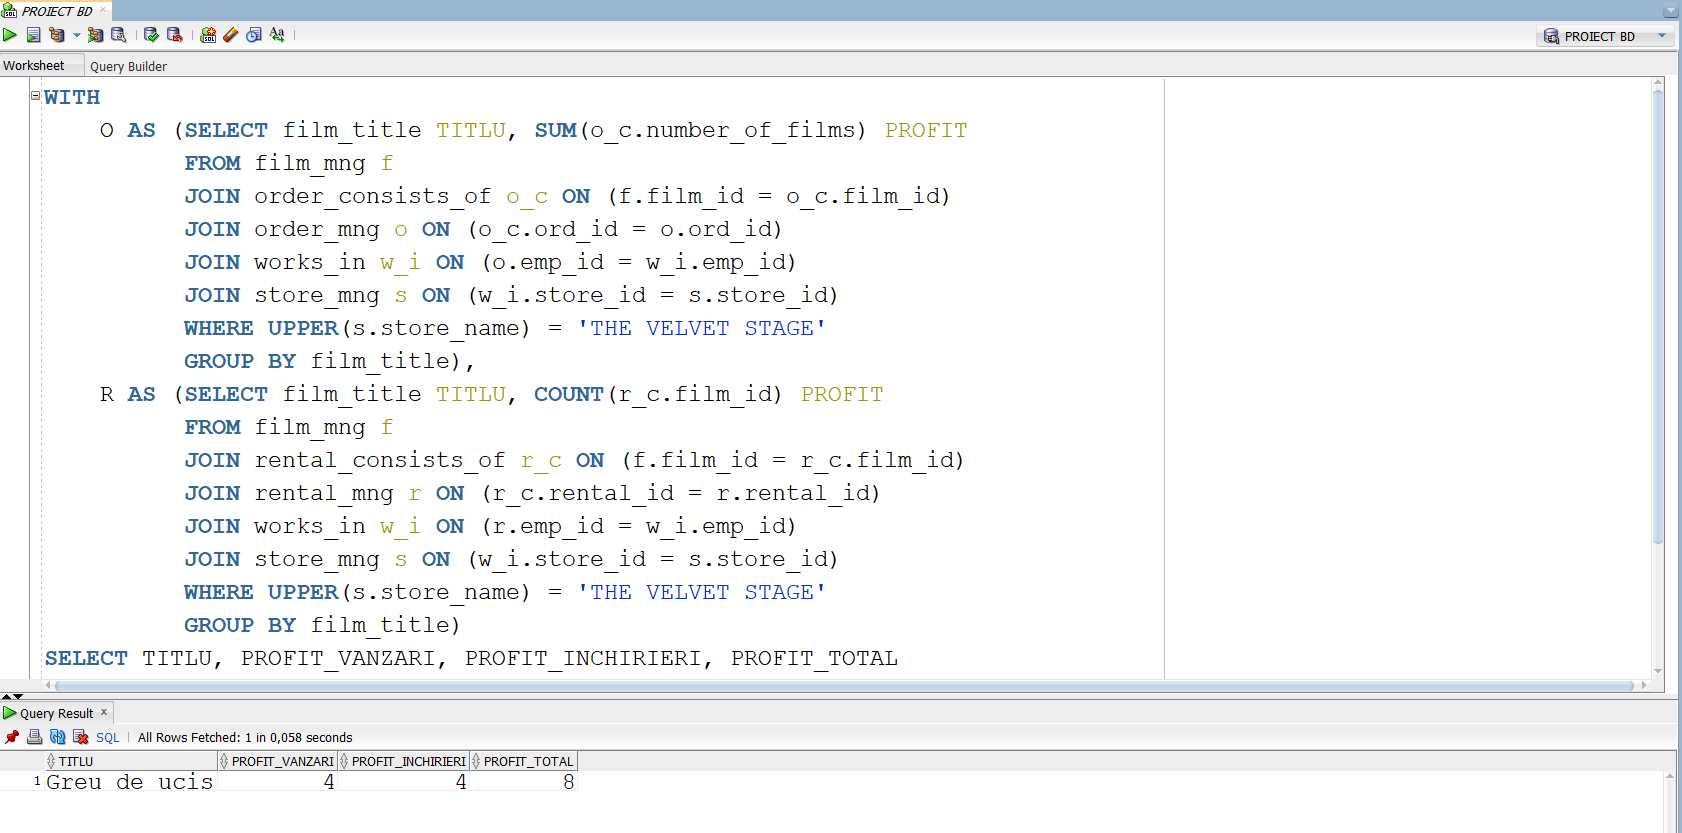 PROIECT BD
PROIECT BD
Worksheet Query Builder
WITH
O AS (SELECT film_title TITLU, SUM(o_c.number_of_films) PROFIT
FROM film_mng f
JOIN order_consists_of o_c ON (f.film_id = o_c.film_id)
JOIN order_mng o ON (o_c.ord_id = o.ord_id)
JOIN works_in w_i ON (o.emp_id = w_i.emp_id)
JOIN store_mng s ON (w_i.store_id = s.store_id)
WHERE UPPER(s.store_name) = 'THE VELVET STAGE'
GROUP BY film_title),
R AS (SELECT film_title TITLU, COUNT(r_c.film_id) PROFIT
FROM film_mng f
JOIN rental_consists_of r_c ON (f.film_id = r_c.film_id)
JOIN rental_mng r ON (r_c.rental_id = r.rental_id)
JOIN works_in w_i ON (r.emp_id = w_i.emp_id)
JOIN store_mng s ON (w_i.store_id = s.store_id)
WHERE UPPER(s.store_name) = 'THE VELVET STAGE'
GROUP BY film_title)
SELECT TITLU, PROFIT_VANZARI, PROFIT_INCHIRIERI, PROFIT_TOTAL
Query Result
SQL | All Rows Fetched: 1 in 0,058 seconds
TITLU PROFIT_VANZARI PROFIT_INCHIRIERI PROFIT_TOTAL
1 Greu de ucis 4 4 8